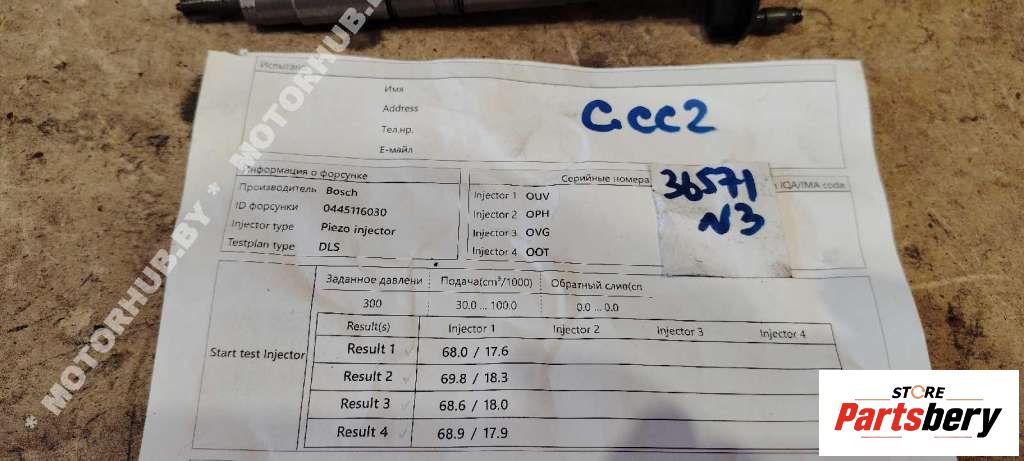 Испытан
Имя
Address
Тел.нр.
Е-майл
Gcc2
Информация о форсунке
Производитель Bosch
ID форсунки 0445116030
Injector type Piezo injector
Testplan type DLS
Серийные номера IQA/IMA code
Injector 1 OUV
Injector 2 OPH
Injector 3 OVG
Injector 4 OOT
36571
N3
Заданное давлени Подача(cm³/1000) Обратный слив(cm
300 30.0 ... 100.0 0.0 ... 0.0
Start test Injector
Result(s) Injector 1 Injector 2 Injector 3 Injector 4
Result 1 ✓ 68.0 / 17.6
Result 2 ✓ 69.8 / 18.3
Result 3 ✓ 68.6 / 18.0
Result 4 ✓ 68.9 / 17.9
* MOTORHUB.BY * MOTORHUB.BY
STORE
Partsbery